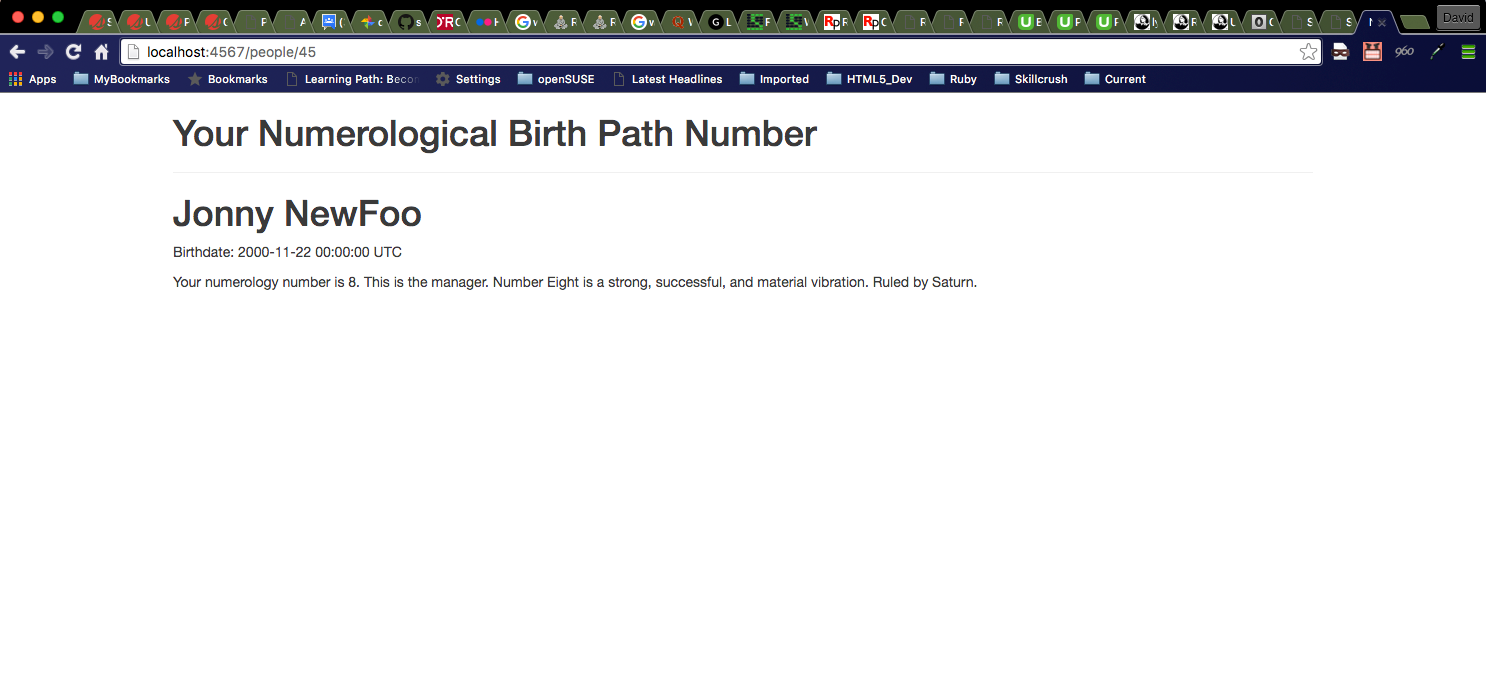 David
localhost:4567/people/45
960
Apps MyBookmarks Bookmarks Learning Path: Becon Settings openSUSE Latest Headlines Imported HTML5_Dev Ruby Skillcrush Current
Your Numerological Birth Path Number
Jonny NewFoo
Birthdate: 2000-11-22 00:00:00 UTC
Your numerology number is 8. This is the manager. Number Eight is a strong, successful, and material vibration. Ruled by Saturn.